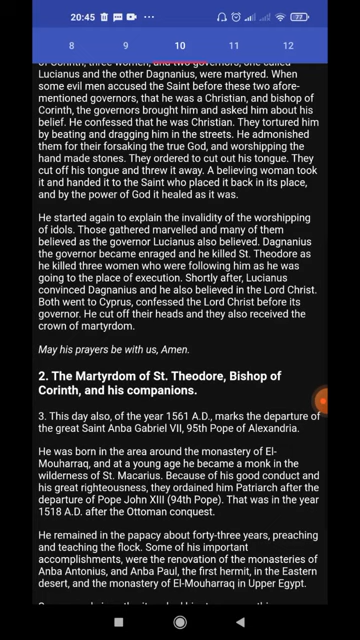 20:45
8 9 10 11 12
of Corinth, three women, and two governors, one called
Lucianus and the other Dagnanius, were martyred. When
some evil men accused the Saint before these two afore-
mentioned governors, that he was a Christian, and bishop of
Corinth, the governors brought him and asked him about his
belief. He confessed that he was Christian. They tortured him
by beating and dragging him in the streets. He admonished
them for their forsaking the true God, and worshipping the
hand made stones. They ordered to cut out his tongue. They
cut off his tongue and threw it away. A believing woman took
it and handed it to the Saint who placed it back in its place,
and by the power of God it healed as it was.
He started again to explain the invalidity of the worshipping
of idols. Those gathered marvelled and many of them
believed as the governor Lucianus also believed. Dagnanius
the governor became enraged and he killed St. Theodore as
he killed three women who were following him as he was
going to the place of execution. Shortly after, Lucianus
convinced Dagnanius and he also believed in the Lord Christ.
Both went to Cyprus, confessed the Lord Christ before its
governor. He cut off their heads and they also received the
crown of martyrdom.
May his prayers be with us, Amen.
2. The Martyrdom of St. Theodore, Bishop of
Corinth, and his companions.
3. This day also, of the year 1561 A.D., marks the departure of
the great Saint Anba Gabriel VII, 95th Pope of Alexandria.
He was born in the area around the monastery of El-
Mouharraq, and at a young age he became a monk in the
wilderness of St. Macarius. Because of his good conduct and
his great righteousness, they ordained him Patriarch after the
departure of Pope John XIII (94th Pope). That was in the year
1518 A.D. after the Ottoman conquest.
He remained in the papacy about forty-three years, preaching
and teaching the flock. Some of his important
accomplishments, were the renovation of the monasteries of
Anba Antonius, and Anba Paul, the first hermit, in the Eastern
desert, and the monastery of El-Mouharraq in Upper Egypt.